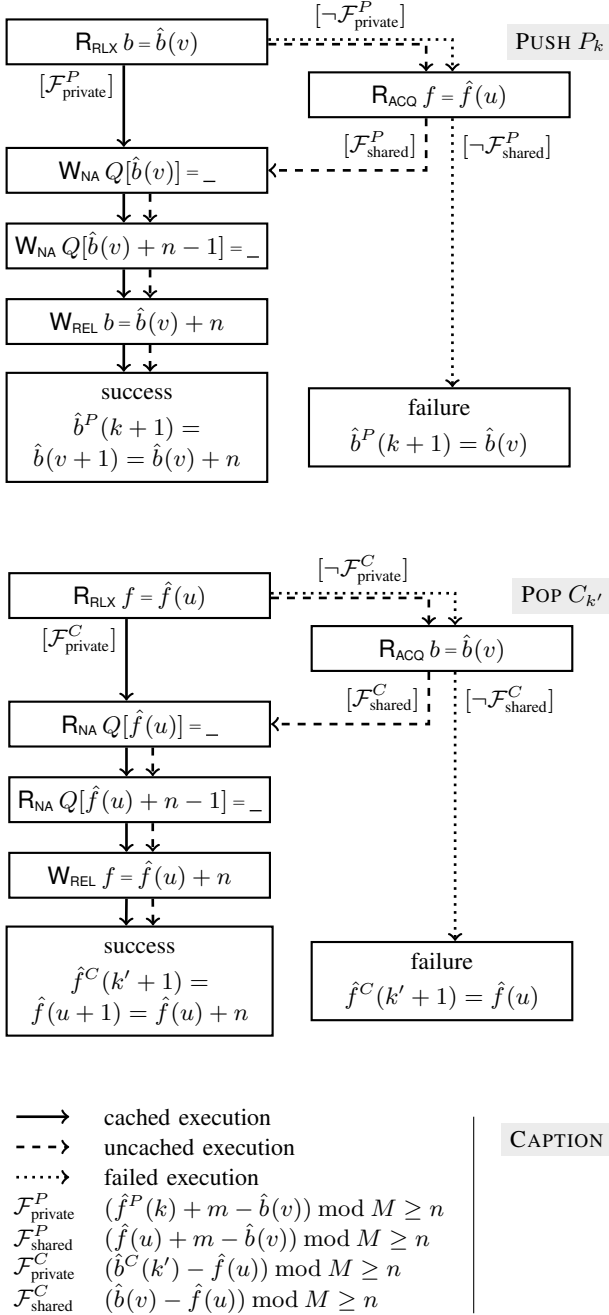 [¬F^P_private]
PUSH P_k
R_RLX b = b̂(v)
[F^P_private]
R_ACQ f = f̂(u)
[F^P_shared]
[¬F^P_shared]
W_NA Q[b̂(v)] = _
W_NA Q[b̂(v) + n − 1] = _
W_REL b = b̂(v) + n
success
b̂^P(k + 1) =
b̂(v + 1) = b̂(v) + n
failure
b̂^P(k + 1) = b̂(v)
[¬F^C_private]
POP C_k′
R_RLX f = f̂(u)
[F^C_private]
R_ACQ b = b̂(v)
[F^C_shared]
[¬F^C_shared]
R_NA Q[f̂(u)] = _
R_NA Q[f̂(u) + n − 1] = _
W_REL f = f̂(u) + n
success
f̂^C(k′ + 1) =
f̂(u + 1) = f̂(u) + n
failure
f̂^C(k′ + 1) = f̂(u)
cached execution
CAPTION
uncached execution
failed execution
F^P_private (f̂^P(k) + m − b̂(v)) mod M ≥ n
F^P_shared (f̂(u) + m − b̂(v)) mod M ≥ n
F^C_private (b̂^C(k′) − f̂(u)) mod M ≥ n
F^C_shared (b̂(v) − f̂(u)) mod M ≥ n